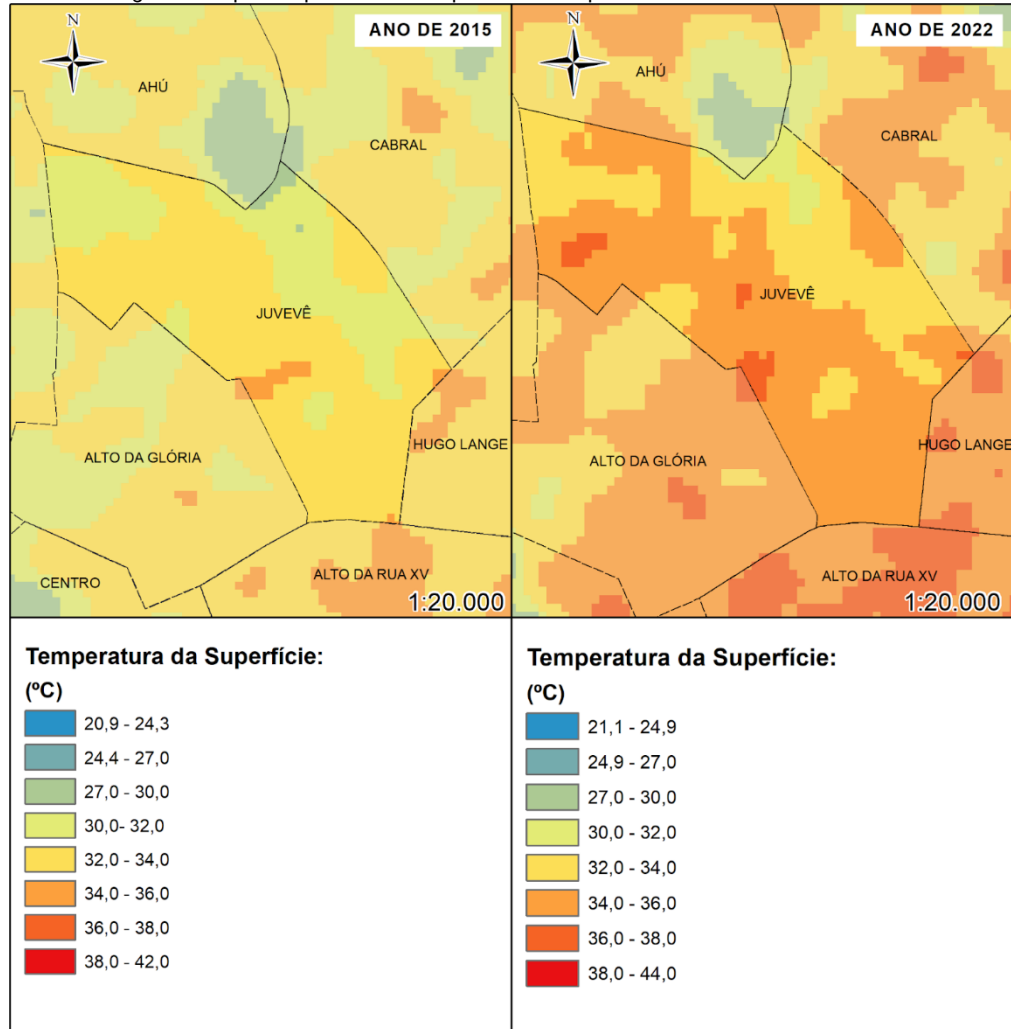 N
ANO DE 2015
AHÚ
CABRAL
JUVEVÊ
HUGO LANGE
ALTO DA GLÓRIA
CENTRO
ALTO DA RUA XV
1:20.000
N
ANO DE 2022
AHÚ
CABRAL
JUVEVÊ
HUGO LANGE
ALTO DA GLÓRIA
ALTO DA RUA XV
1:20.000
Temperatura da Superfície:
(ºC)
20,9 - 24,3
24,4 - 27,0
27,0 - 30,0
30,0- 32,0
32,0 - 34,0
34,0 - 36,0
36,0 - 38,0
38,0 - 42,0
Temperatura da Superfície:
(ºC)
21,1 - 24,9
24,9 - 27,0
27,0 - 30,0
30,0 - 32,0
32,0 - 34,0
34,0 - 36,0
36,0 - 38,0
38,0 - 44,0